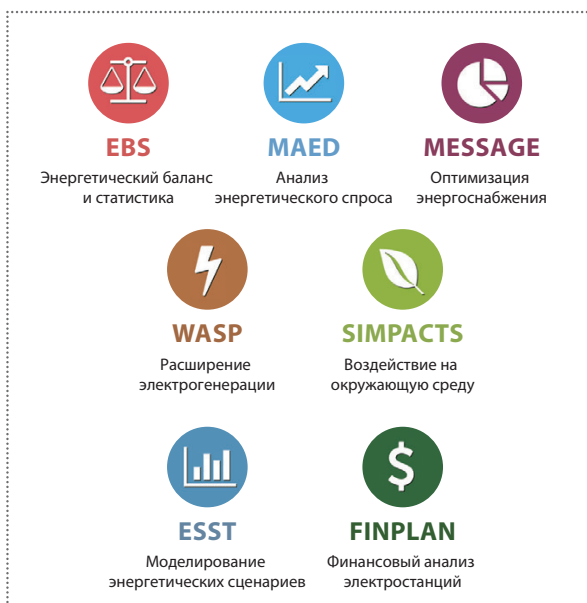 EBS
Энергетический баланс
и статистика
MAED
Анализ
энергетического спроса
MESSAGE
Оптимизация
энергоснабжения
WASP
Расширение
электрогенерации
SIMPACTS
Воздействие на
окружающую среду
ESST
Моделирование
энергетических сценариев
$
FINPLAN
Финансовый анализ
электростанций